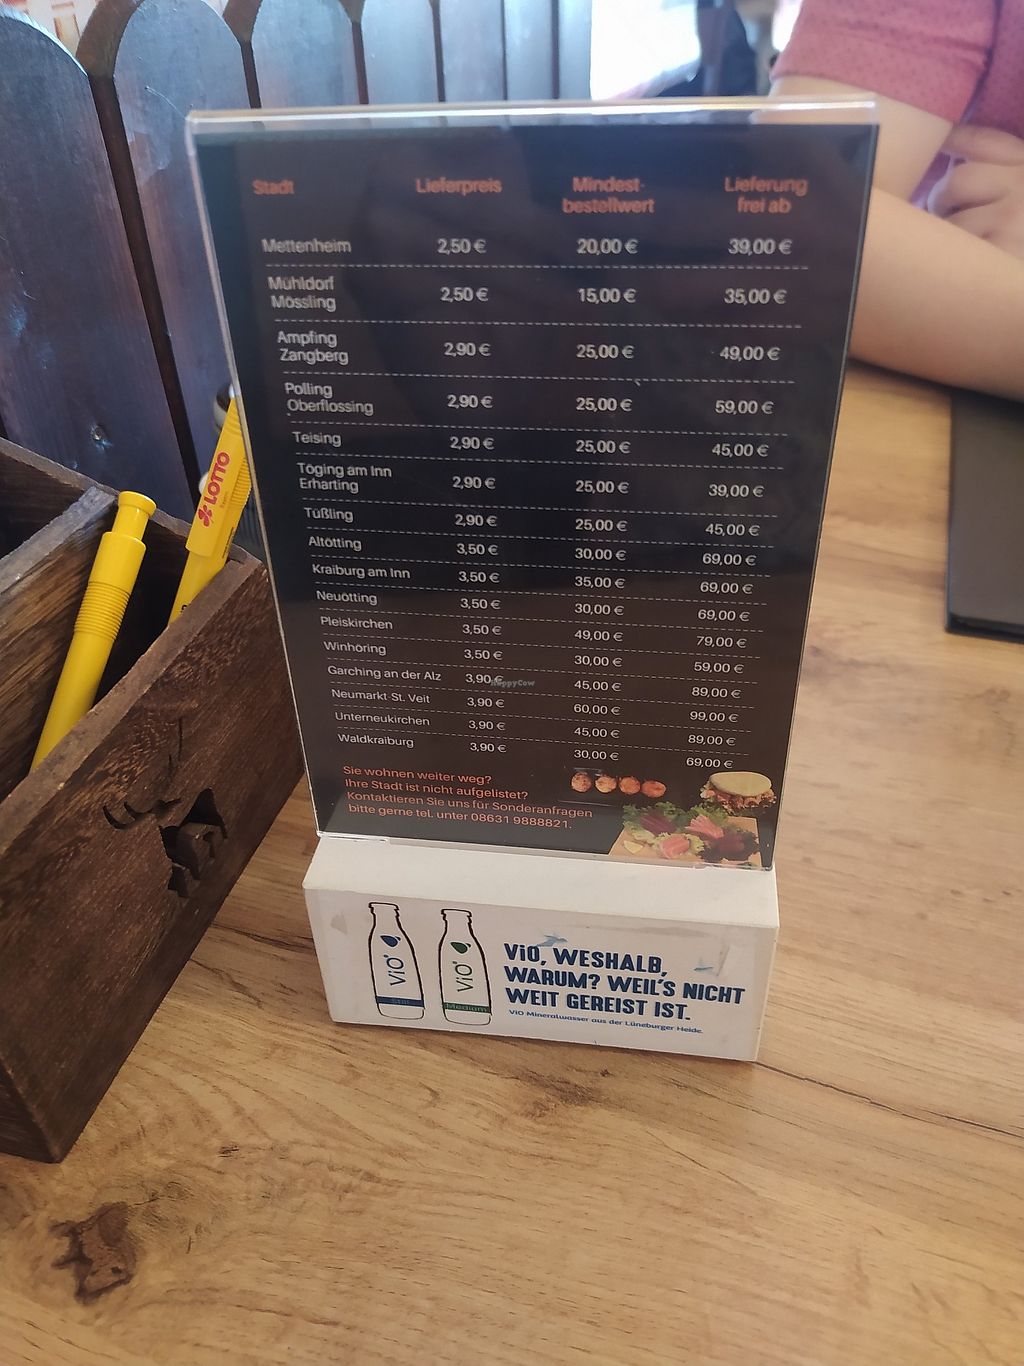 Stadt Lieferpreis Mindest- bestellwert Lieferung frei ab
Mettenheim 2,50 € 20,00 € 39,00 €
Mühldorf
Mössling 2,50 € 15,00 € 35,00 €
Ampfing
Zangberg 2,90 € 25,00 € 49,00 €
Polling
Oberflossing 2,90 € 25,00 € 59,00 €
Teising 2,90 € 25,00 € 45,00 €
Töging am Inn
Erharting 2,90 € 25,00 € 39,00 €
Tüßling 2,90 € 25,00 € 45,00 €
Altötting 3,50 € 30,00 € 69,00 €
Kraiburg am Inn 3,50 € 35,00 € 69,00 €
Neuötting 3,50 € 30,00 € 69,00 €
Pleiskirchen 3,50 € 49,00 € 79,00 €
Winhöring 3,50 € 30,00 € 59,00 €
Garching an der Alz 3,90 € 45,00 € 89,00 €
Neumarkt-St. Veit 3,90 € 60,00 € 99,00 €
Unterneukirchen 3,90 € 45,00 € 89,00 €
Waldkraiburg 3,90 € 30,00 € 69,00 €
Sie wohnen weiter weg?
Ihre Stadt ist nicht aufgelistet?
Kontaktieren Sie uns für Sonderanfragen
bitte gerne tel. unter 08631 9888821.
HappyCow
LOTTO
Bayern
ViO
Still
ViO
Medium
ViO, WESHALB,
WARUM? WEIL'S NICHT
WEIT GEREIST IST.
ViO Mineralwasser aus der Lüneburger Heide.